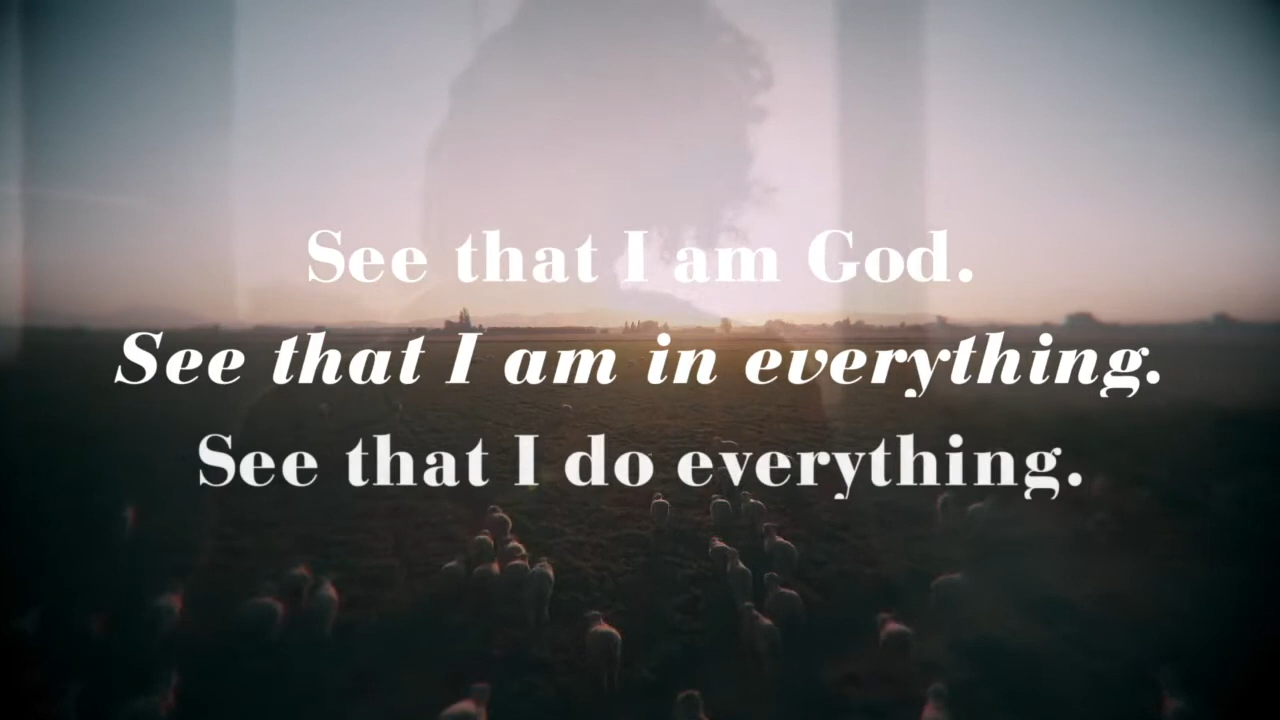 See that I am God.
See that I am in everything.
See that I do everything.